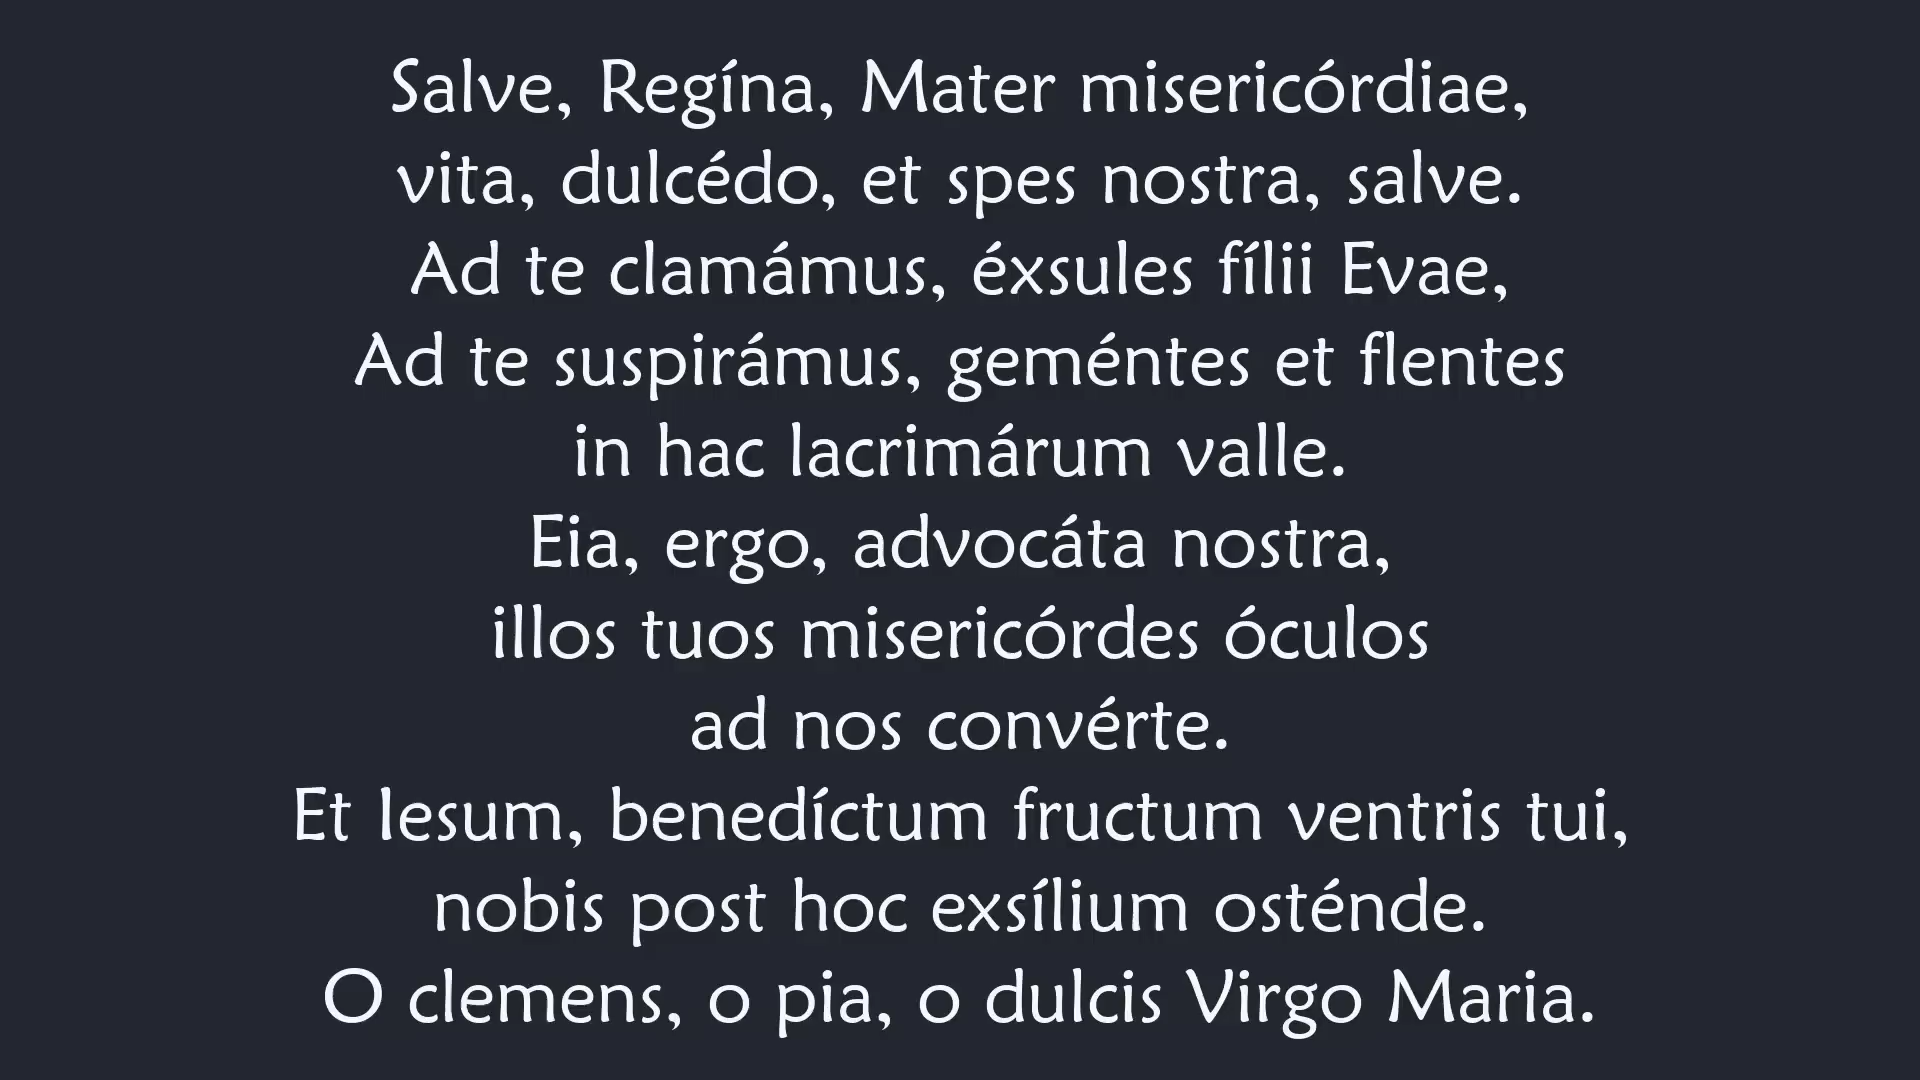 Salve, Regína, Mater misericórdiae,
vita, dulcédo, et spes nostra, salve.
Ad te clamámus, éxsules fílii Evae,
Ad te suspirámus, geméntes et flentes
in hac lacrimárum valle.
Eia, ergo, advocáta nostra,
illos tuos misericórdes óculos
ad nos convérte.
Et Iesum, benedíctum fructum ventris tui,
nobis post hoc exsílium osténde.
O clemens, o pia, o dulcis Virgo Maria.